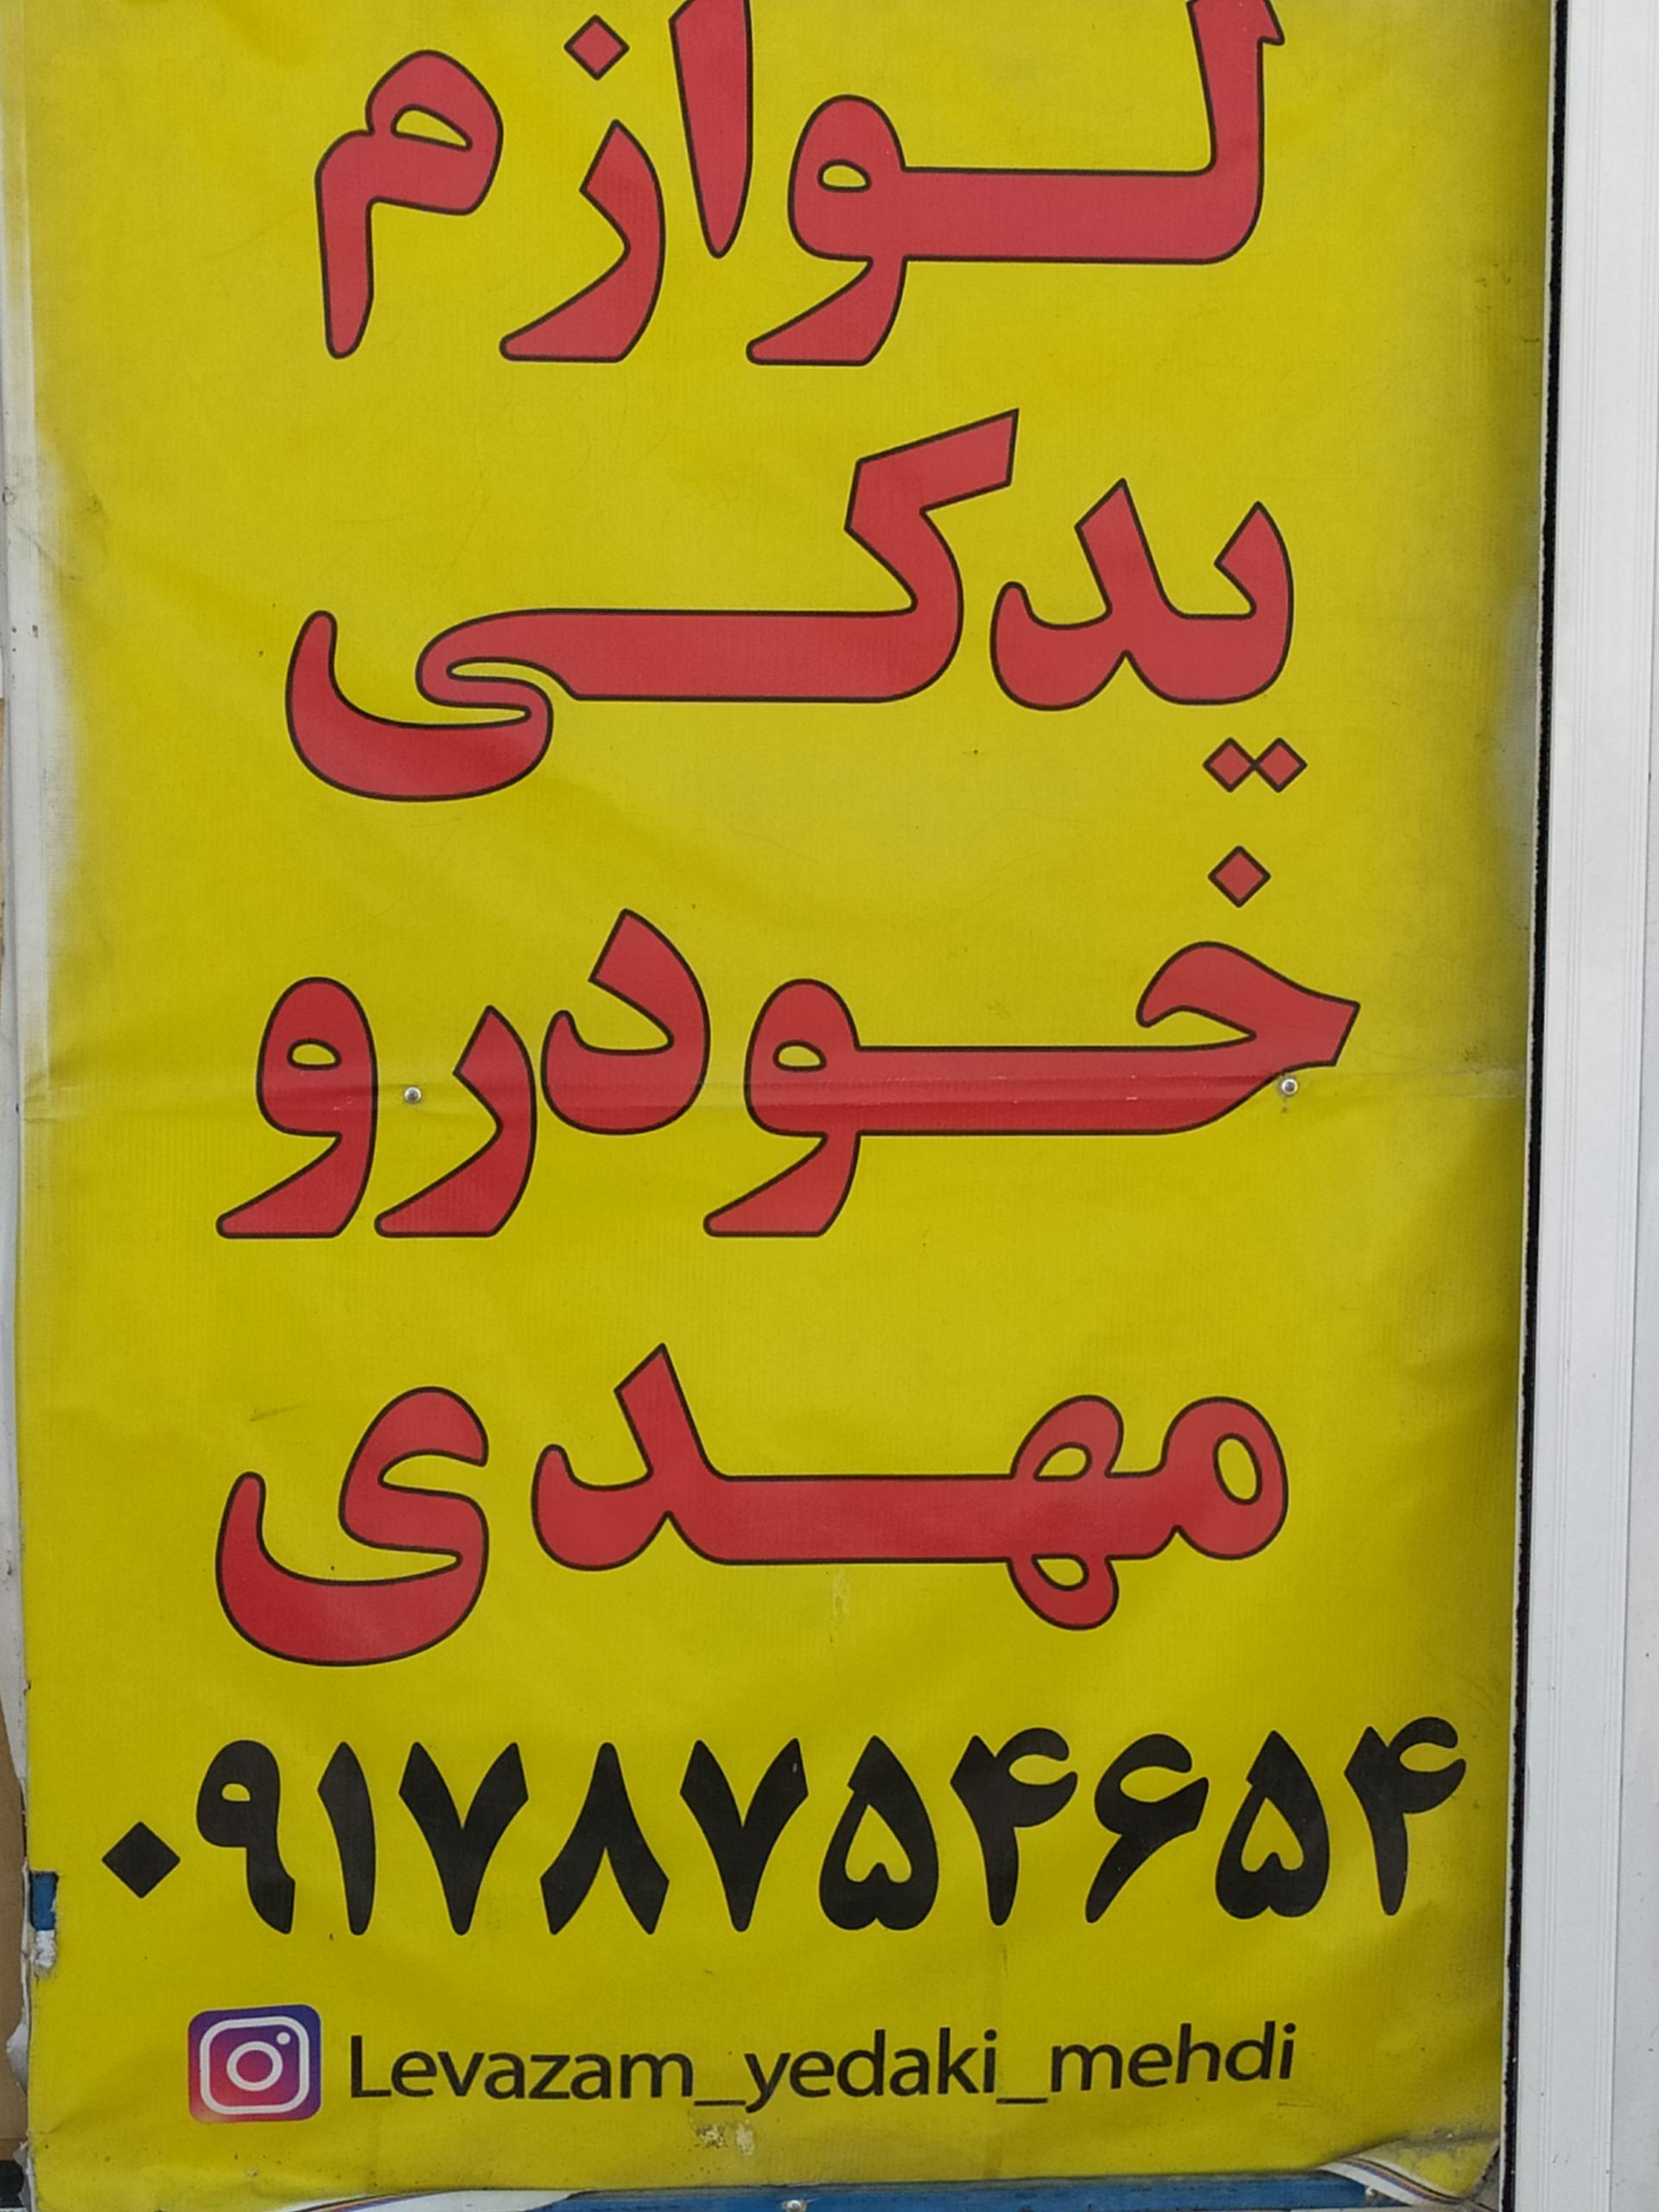 لوازم
یدکی
خودرو
مهدی
۰۹۱۷۸۷۵۴۶۵۴
Levazam_yedaki_mehdi